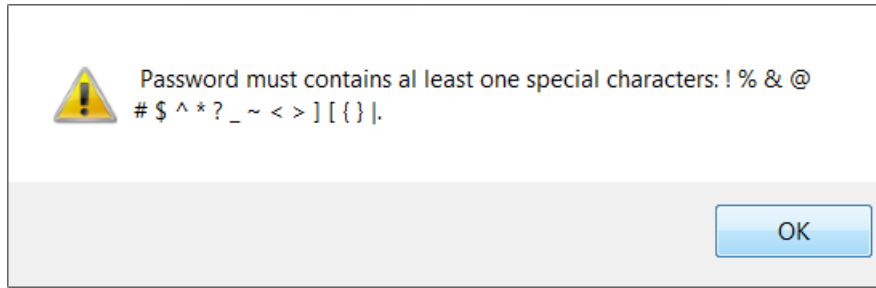 Password must contains al least one special characters: ! % & @
# $ ^ * ? _ ~ < > ] [ { } |.
OK